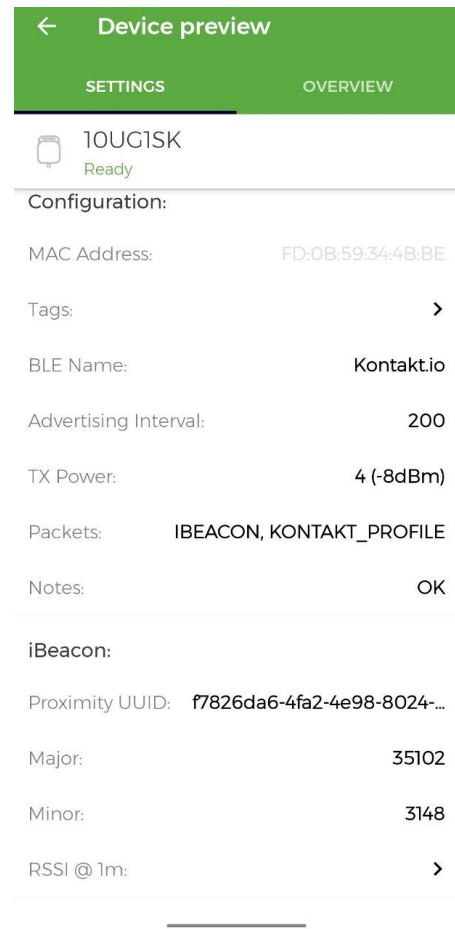 Device preview
SETTINGS OVERVIEW
10UG1SK
Ready
Configuration:
MAC Address: FD:0B:59:34:4B:BE
Tags:
BLE Name: Kontakt.io
Advertising Interval: 200
TX Power: 4 (-8dBm)
Packets: IBEACON, KONTAKT_PROFILE
Notes: OK
iBeacon:
Proximity UUID: f7826da6-4fa2-4e98-8024-...
Major: 35102
Minor: 3148
RSSI @ 1m: